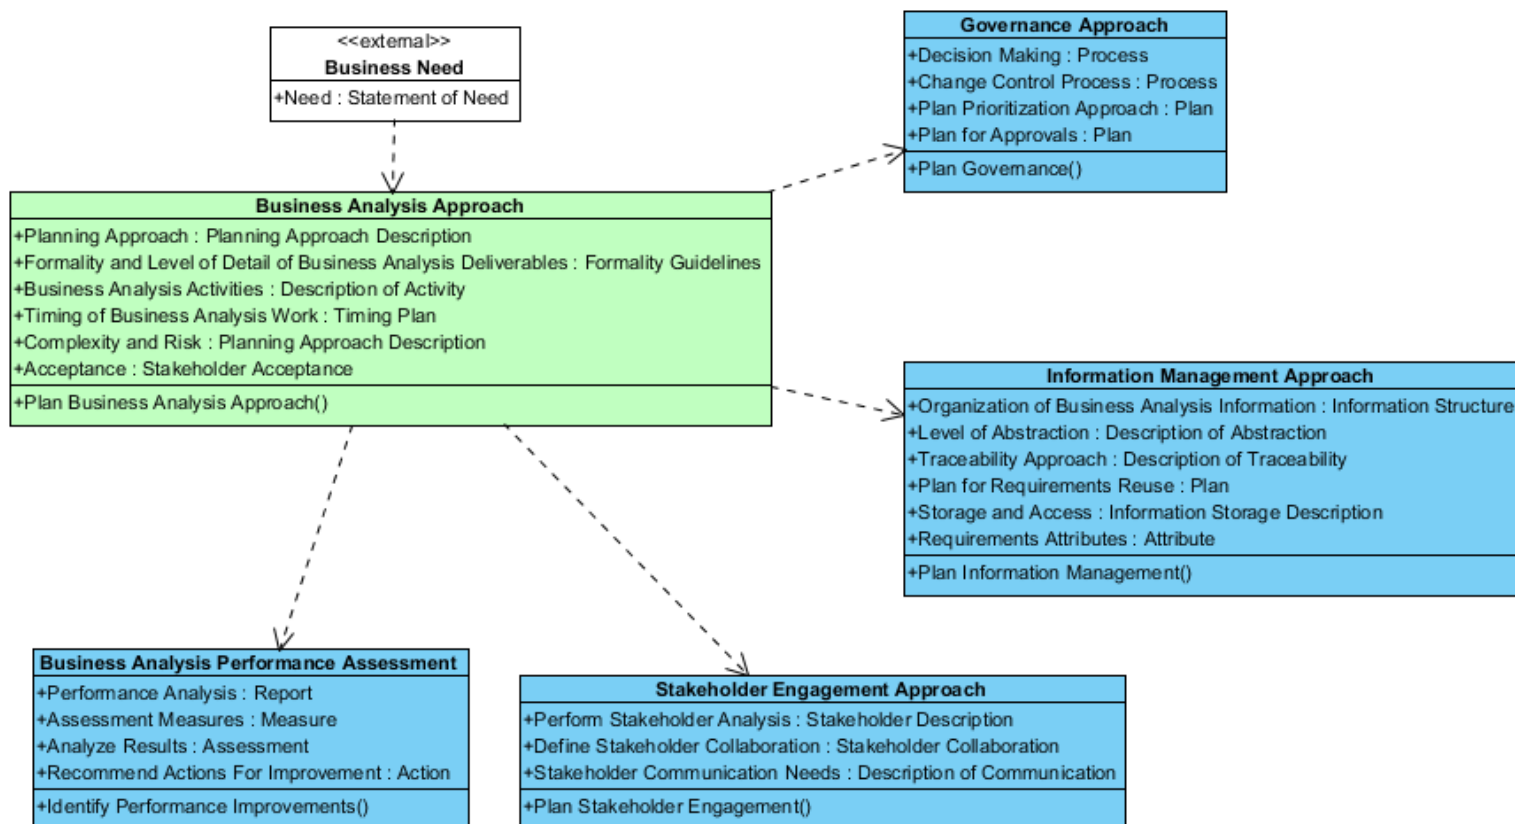 <<external>>
Business Need
+Need : Statement of Need
Governance Approach
+Decision Making : Process
+Change Control Process : Process
+Plan Prioritization Approach : Plan
+Plan for Approvals : Plan
+Plan Governance()
Business Analysis Approach
+Planning Approach : Planning Approach Description
+Formality and Level of Detail of Business Analysis Deliverables : Formality Guidelines
+Business Analysis Activities : Description of Activity
+Timing of Business Analysis Work : Timing Plan
+Complexity and Risk : Planning Approach Description
+Acceptance : Stakeholder Acceptance
+Plan Business Analysis Approach()
Information Management Approach
+Organization of Business Analysis Information : Information Structure
+Level of Abstraction : Description of Abstraction
+Traceability Approach : Description of Traceability
+Plan for Requirements Reuse : Plan
+Storage and Access : Information Storage Description
+Requirements Attributes : Attribute
+Plan Information Management()
Business Analysis Performance Assessment
+Performance Analysis : Report
+Assessment Measures : Measure
+Analyze Results : Assessment
+Recommend Actions For Improvement : Action
+Identify Performance Improvements()
Stakeholder Engagement Approach
+Perform Stakeholder Analysis : Stakeholder Description
+Define Stakeholder Collaboration : Stakeholder Collaboration
+Stakeholder Communication Needs : Description of Communication
+Plan Stakeholder Engagement()